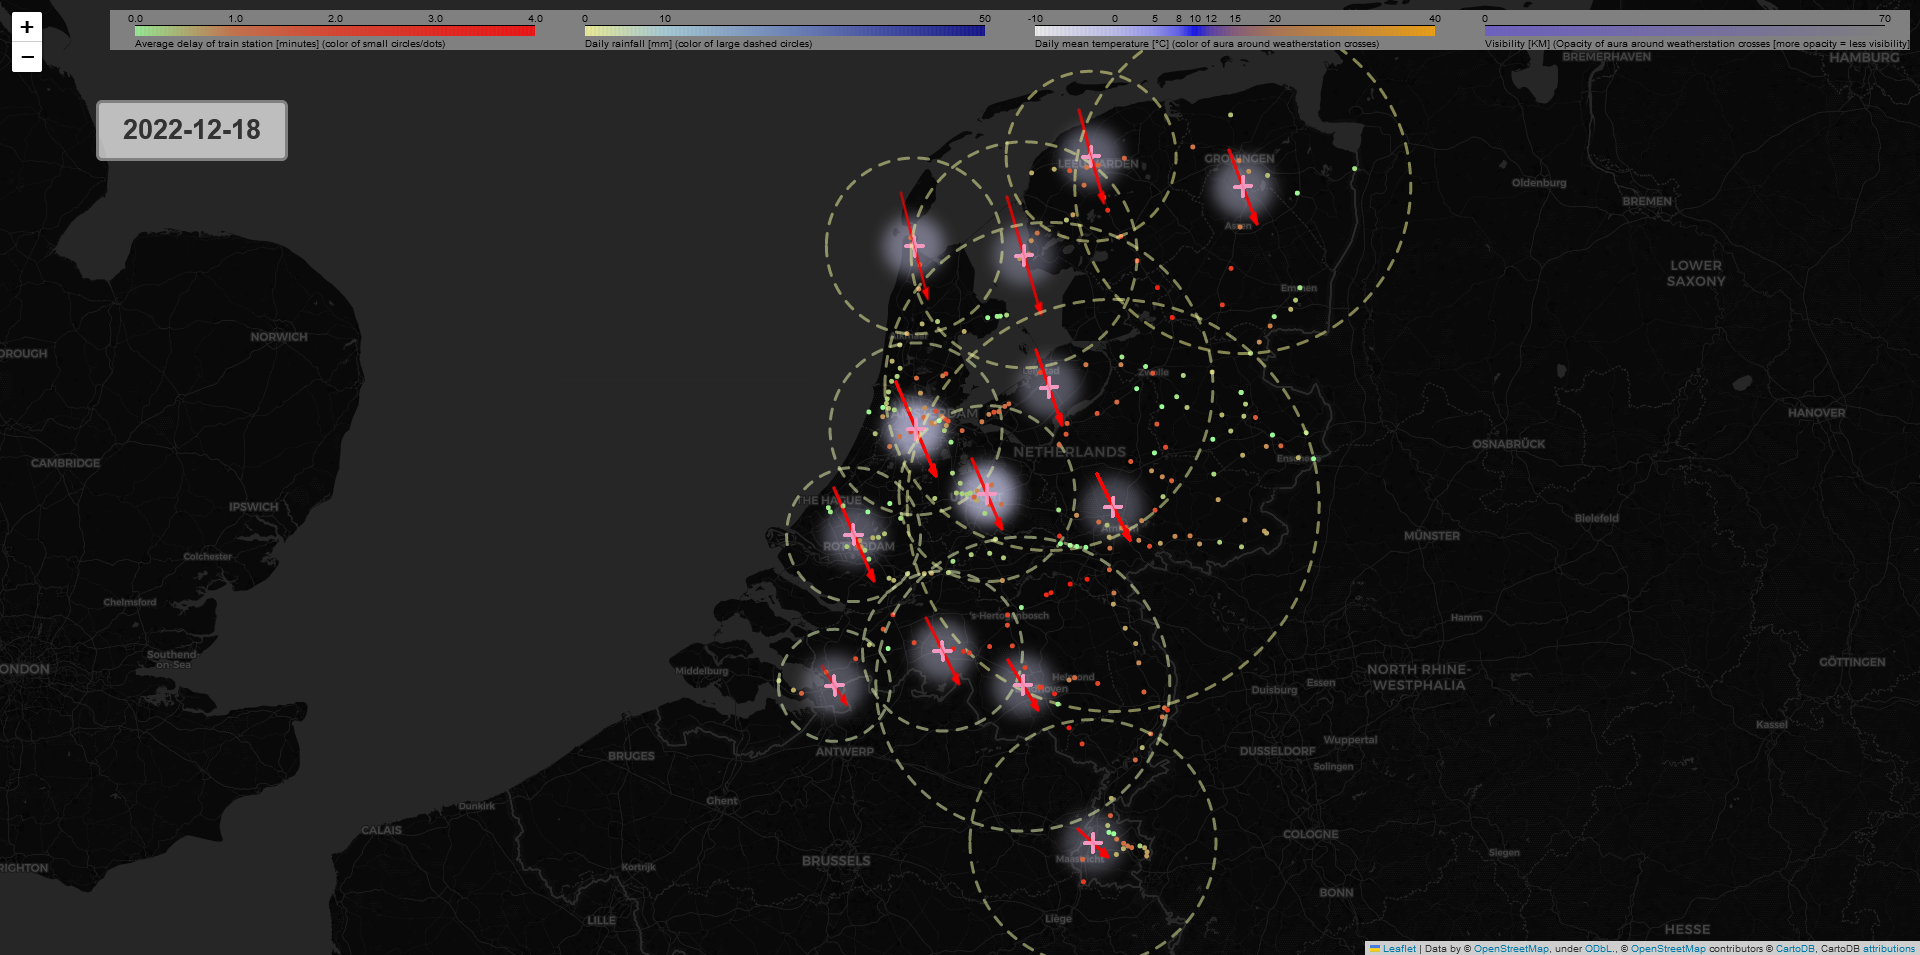 +
−
0.0 1.0 2.0 3.0 4.0
Average delay of train station [minutes] (color of small circles/dots)
0 10 50
Daily rainfall [mm] (color of large dashed circles)
-10 0 5 8 10 12 15 20 40
Daily mean temperature [°C] (color of aura around weatherstation crosses)
0 70
Visibility [KM] (Opacity of aura around weatherstation crosses [more opacity = less visibility]
2022-12-18
BREMERHAVEN
HAMBURG
GRONINGEN
Oldenburg
BREMEN
Assen
LOWER
SAXONY
Emmen
NORWICH
OROUGH
Zwolle
HANOVER
OSNABRÜCK
NETHERLANDS
CAMBRIDGE
THE HAGUE
IPSWICH
Bielefeld
MÜNSTER
ROTTERDAM
Colchester
Chelmsford
's-Hertogenbosch
Hamm
Southend
-on-Sea
ONDON
Middelburg
Helmond
NORTH RHINE-
WESTPHALIA
GÖTTINGEN
Essen
Duisburg
Kassel
BRUGES
ANTWERP
DUSSELDORF
Wuppertal
Solingen
Ghent
Dunkirk
CALAIS
COLOGNE
BRUSSELS
Maastricht
Siegen
RIGHTON
Kortrijk
BONN
LILLE
Liège
HESSE
Leaflet | Data by © OpenStreetMap, under ODbL., © OpenStreetMap contributors © CartoDB, CartoDB attributions